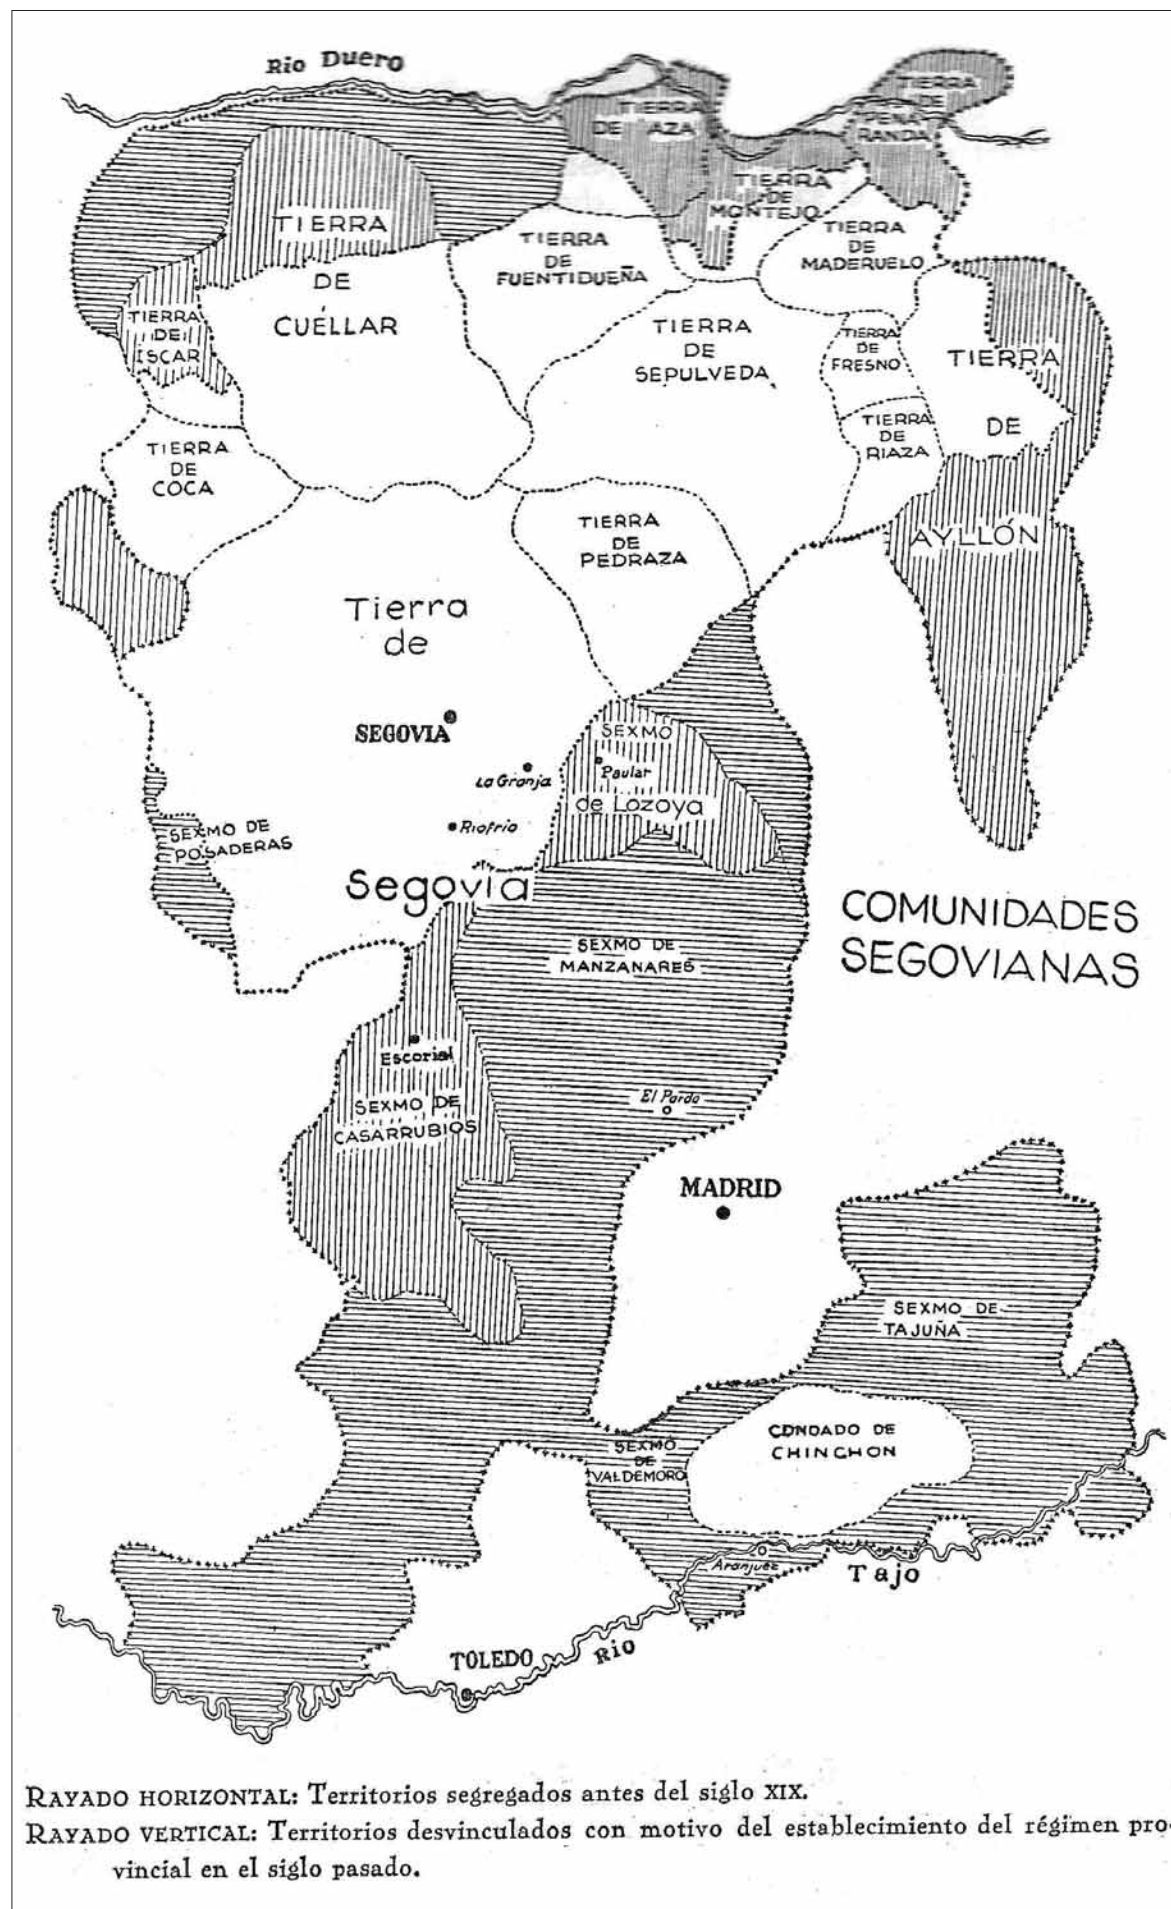 Rio Duero
TIERRA
DE
PEÑA
RANDA
TIERRA
DE AZA
TIERRA
DE
MONTEJO
TIERRA
DE
CUÉLLAR
TIERRA
DE
FUENTIDUEÑA
TIERRA
DE
MADERUELO
TIERRA
DE
ISCAR
TIERRA
DE
SEPULVEDA
TIERRA
DE
FRESNO
TIERRA
DE
AYLLÓN
TIERRA
DE
COCA
TIERRA
DE
RIAZA
TIERRA
DE
PEDRAZA
Tierra
de
Segovia
SEGOVIA
La Granja
Riofrio
SEXMO
de Lozoya
Paular
SEXMO DE
POSADERAS
SEXMO DE
MANZANARES
COMUNIDADES
SEGOVIANAS
Escorial
SEXMO DE
CASARRUBIOS
El Pardo
MADRID
SEXMO DE
TAJUÑA
CONDADO DE
CHINCHON
SEXMO
DE
VALDEMORO
Aranjuez
Rio Tajo
TOLEDO
RAYADO HORIZONTAL: Territorios segregados antes del siglo XIX.
RAYADO VERTICAL: Territorios desvinculados con motivo del establecimiento del régimen pro-
vincial en el siglo pasado.